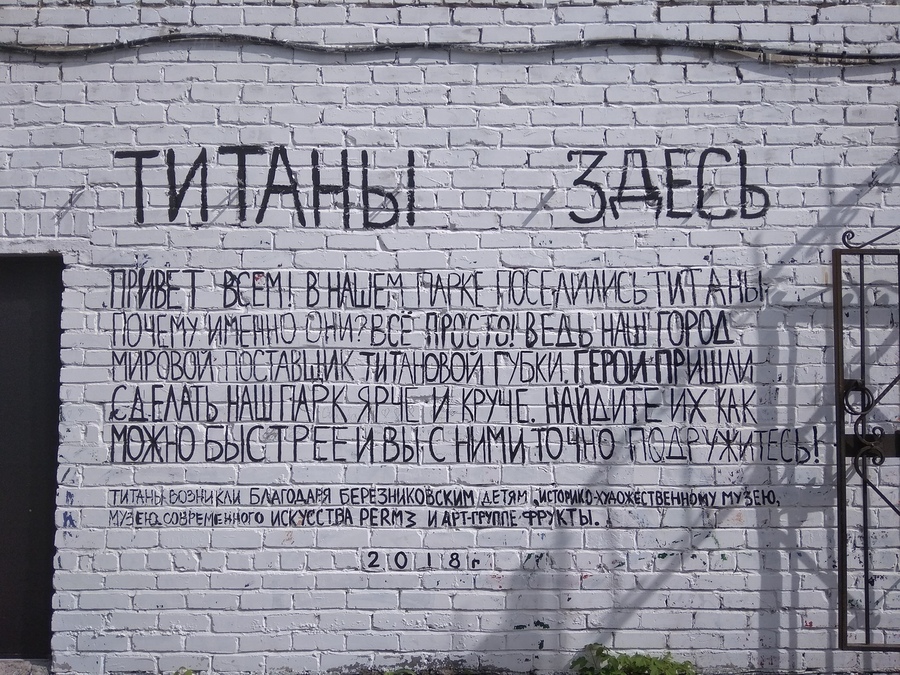 ТИТАНЫ ЗДЕСЬ
ПРИВЕТ ВСЕМ! В НАШЕМ ПАРКЕ ПОСЕЛИЛИСЬ ТИТАНЫ.
ПОЧЕМУ ИМЕННО ОНИ? ВСЁ ПРОСТО! ВЕДЬ НАШ ГОРОД
МИРОВОЙ ПОСТАВЩИК ТИТАНОВОЙ ГУБКИ. ГЕРОИ ПРИШЛИ
СДЕЛАТЬ НАШ ПАРК ЯРЧЕ И КРУЧЕ. НАЙДИТЕ ИХ КАК
МОЖНО БЫСТРЕЕ И ВЫ С НИМИ ТОЧНО ПОДРУЖИТЕСЬ!
ТИТАНЫ ВОЗНИКЛИ БЛАГОДАРЯ БЕРЕЗНИКОВСКИМ ДЕТЯМ, ИСТОРИКО-ХУДОЖЕСТВЕННОМУ МУЗЕЮ,
МУЗЕЮ СОВРЕМЕННОГО ИСКУССТВА PERMM И АРТ-ГРУППЕ ФРУКТЫ.
2018г